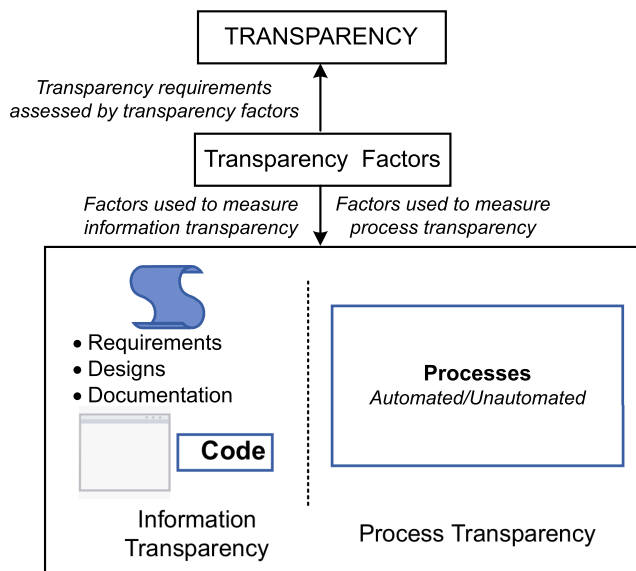 TRANSPARENCY
Transparency requirements
assessed by transparency factors
Transparency Factors
Factors used to measure
information transparency
Factors used to measure
process transparency
• Requirements
• Designs
• Documentation
Code
Information
Transparency
Processes
Automated/Unautomated
Process Transparency